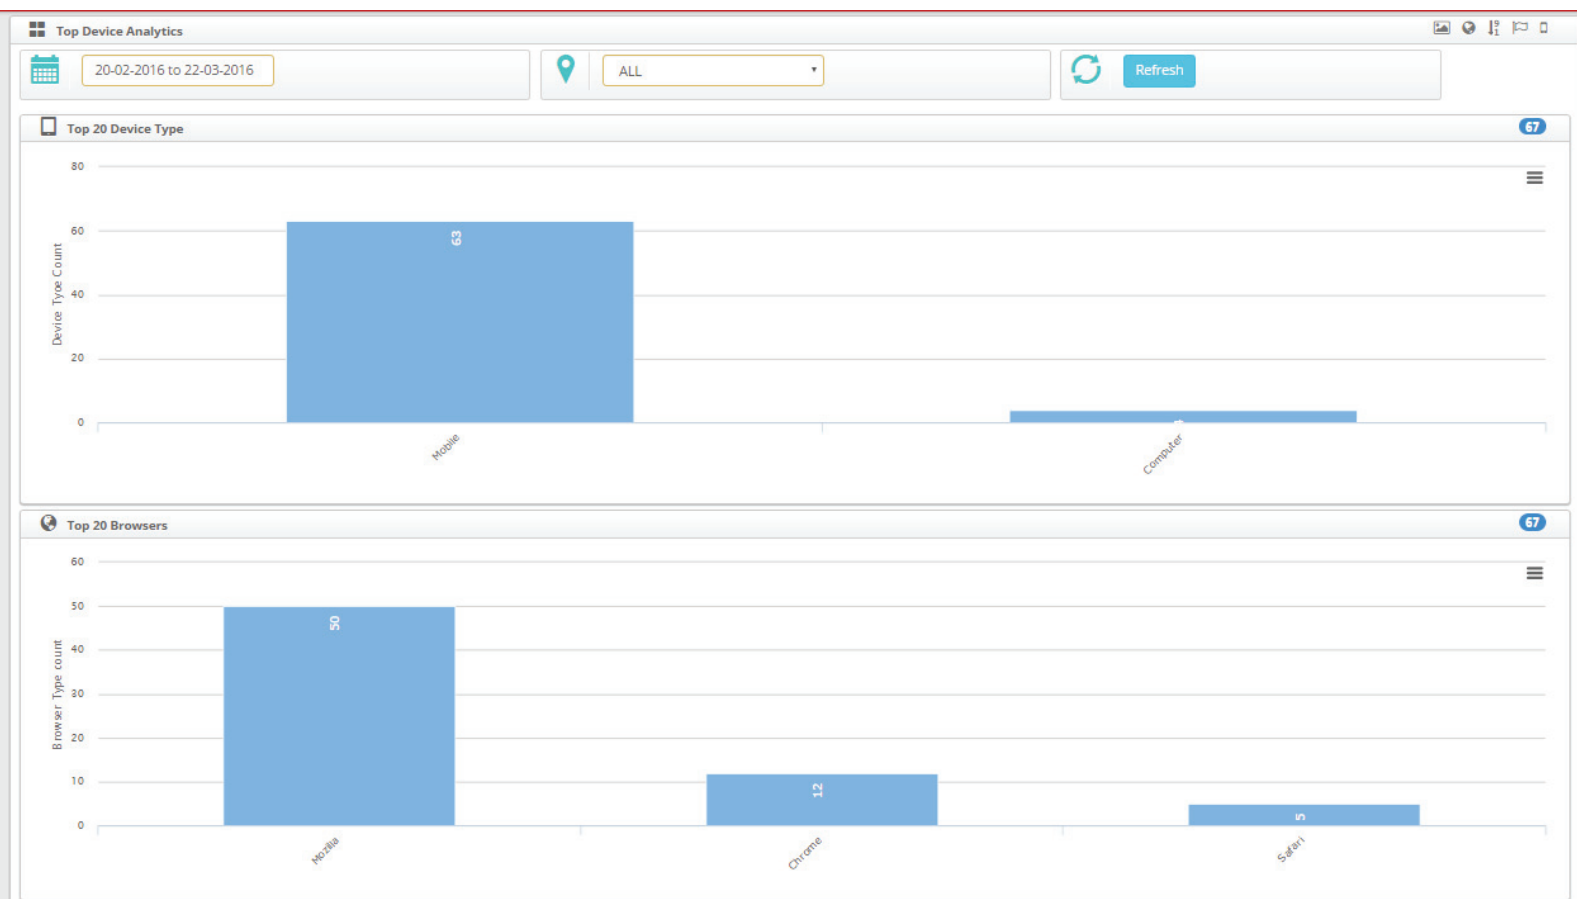 Top Device Analytics
20-02-2016 to 22-03-2016
ALL
Refresh
Top 20 Device Type
67
80
60
40
20
0
Device Tyoe Count
63
Mobile
Computer
Top 20 Browsers
67
60
50
40
30
20
10
0
Browser Type count
50
12
5
Mozilla
Chrome
Safari